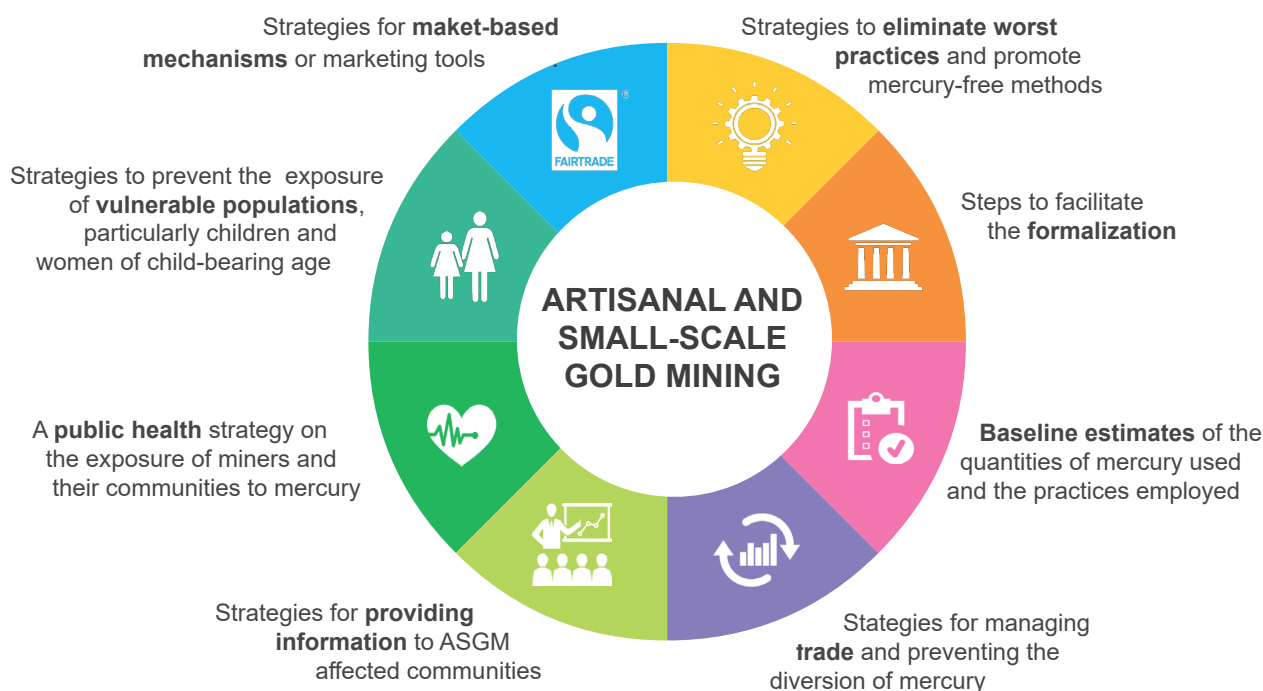 Strategies for maket-based
mechanisms or marketing tools
Strategies to eliminate worst
practices and promote
mercury-free methods
FAIRTRADE
®
Strategies to prevent the exposure
of vulnerable populations,
particularly children and
women of child-bearing age
Steps to facilitate
the formalization
ARTISANAL AND
SMALL-SCALE
GOLD MINING
A public health strategy on
the exposure of miners and
their communities to mercury
Baseline estimates of the
quantities of mercury used
and the practices employed
Strategies for providing
information to ASGM
affected communities
Stategies for managing
trade and preventing the
diversion of mercury